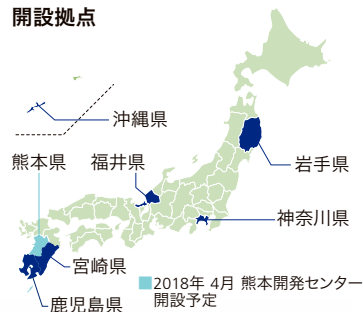 開設拠点
沖縄県
熊本県
福井県
岩手県
神奈川県
宮崎県
鹿児島県
2018年 4月 熊本開発センター
開設予定